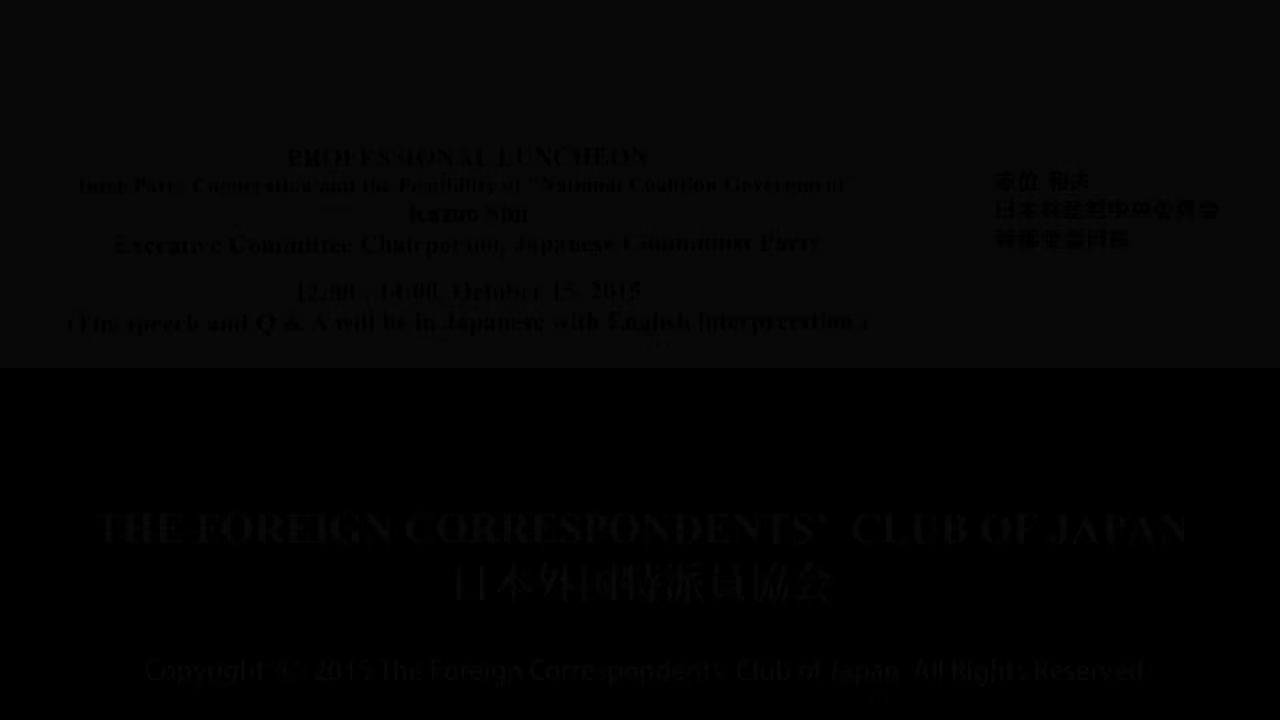 PROFESSIONAL LUNCHEON
Inter-Party Cooperation and the Possibility of "National Coalition Government"
Kazuo Shii
Executive Committee Chairperson, Japanese Communist Party
12:00 - 14:00, October 15, 2015
(The speech and Q & A will be in Japanese with English interpretation.)
志位 和夫
日本共産党中央委員会
幹部会委員長
THE FOREIGN CORRESPONDENTS' CLUB OF JAPAN
日本外国特派員協会
Copyright © 2015 The Foreign Correspondents' Club of Japan. All Rights Reserved.